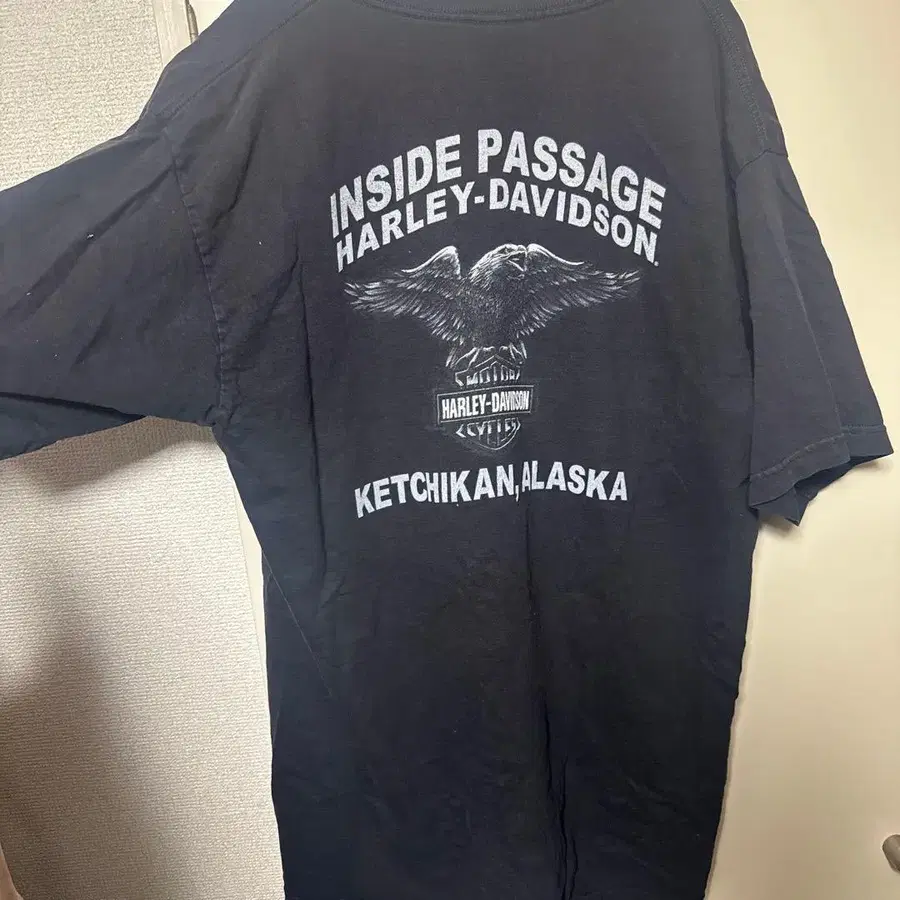 INSIDE PASSAGE
HARLEY-DAVIDSON®
MOTOR
HARLEY-DAVIDSON
CYCLES
KETCHIKAN, ALASKA